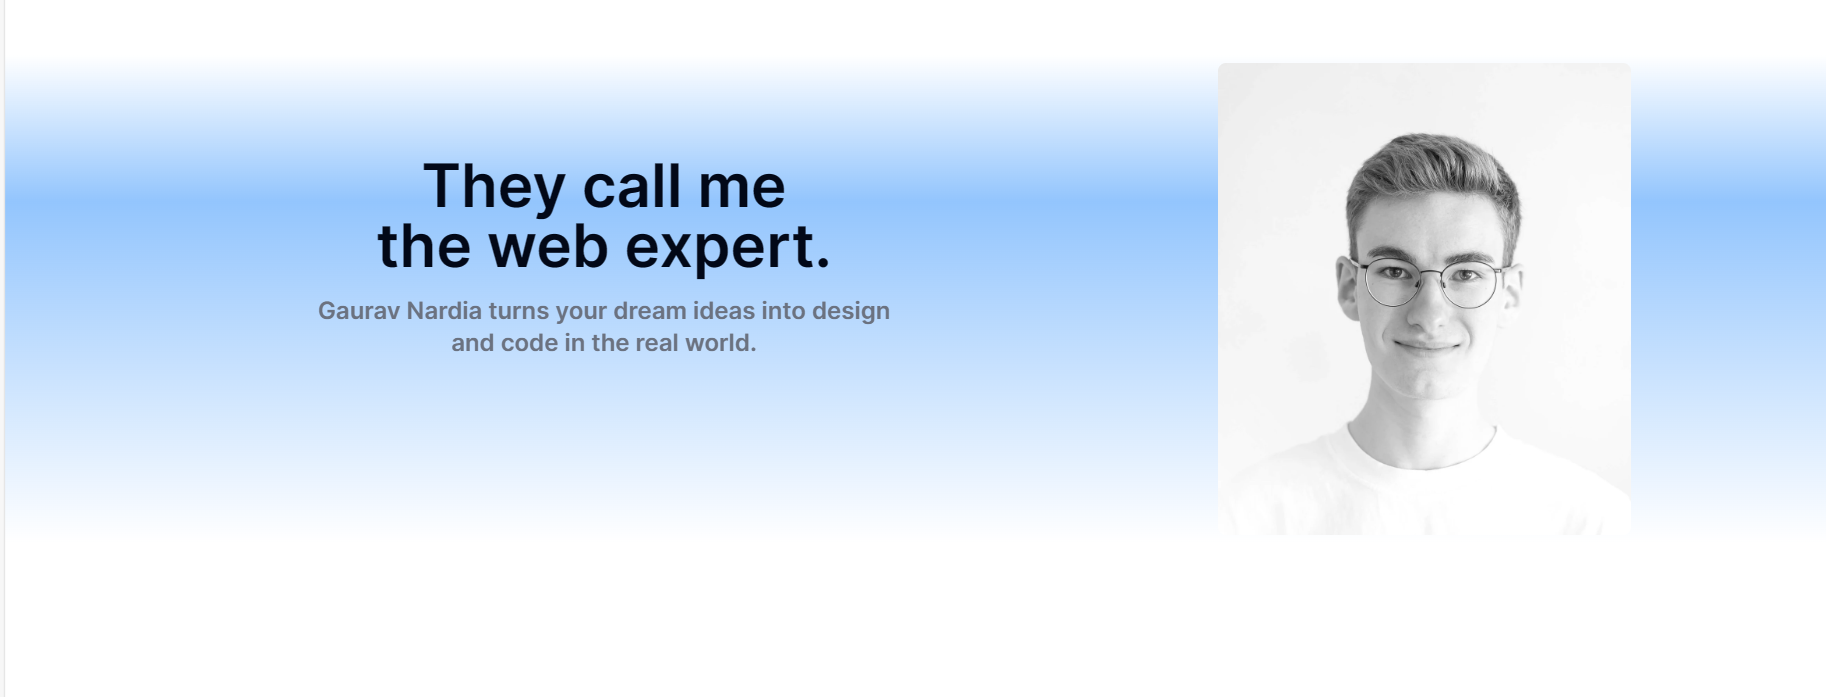 They call me
the web expert.
Gaurav Nardia turns your dream ideas into design
and code in the real world.